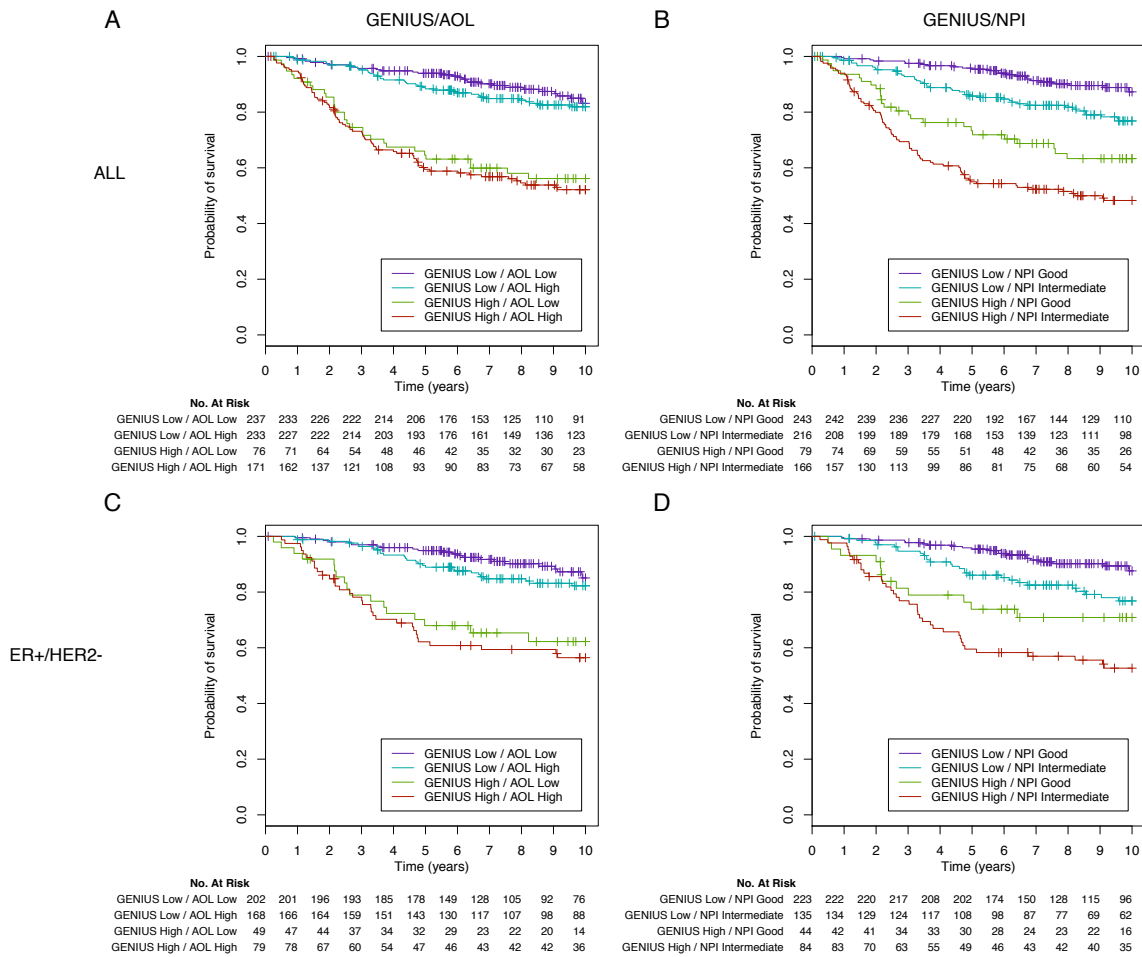 A
GENIUS/AOL
B
GENIUS/NPI
ALL
Probability of survival
1.0
0.8
0.6
0.4
0.2
0.0
GENIUS Low / AOL Low
GENIUS Low / AOL High
GENIUS High / AOL Low
GENIUS High / AOL High
0 1 2 3 4 5 6 7 8 9 10
Time (years)
No. At Risk
GENIUS Low / AOL Low 237 233 226 222 214 206 176 153 125 110 91
GENIUS Low / AOL High 233 227 222 214 203 193 176 161 149 136 123
GENIUS High / AOL Low 76 71 64 54 48 46 42 35 32 30 23
GENIUS High / AOL High 171 162 137 121 108 93 90 83 73 67 58
Probability of survival
1.0
0.8
0.6
0.4
0.2
0.0
GENIUS Low / NPI Good
GENIUS Low / NPI Intermediate
GENIUS High / NPI Good
GENIUS High / NPI Intermediate
0 1 2 3 4 5 6 7 8 9 10
Time (years)
No. At Risk
GENIUS Low / NPI Good 243 242 239 236 227 220 192 167 144 129 110
GENIUS Low / NPI Intermediate 216 208 199 189 179 168 153 139 123 111 98
GENIUS High / NPI Good 79 74 69 59 55 51 48 42 36 35 26
GENIUS High / NPI Intermediate 166 157 130 113 99 86 81 75 68 60 54
C
D
ER+/HER2-
Probability of survival
1.0
0.8
0.6
0.4
0.2
0.0
GENIUS Low / AOL Low
GENIUS Low / AOL High
GENIUS High / AOL Low
GENIUS High / AOL High
0 1 2 3 4 5 6 7 8 9 10
Time (years)
No. At Risk
GENIUS Low / AOL Low 202 201 196 193 185 178 149 128 105 92 76
GENIUS Low / AOL High 168 166 164 159 151 143 130 117 107 98 88
GENIUS High / AOL Low 49 47 44 37 34 32 29 23 22 20 14
GENIUS High / AOL High 79 78 67 60 54 47 46 43 42 42 36
Probability of survival
1.0
0.8
0.6
0.4
0.2
0.0
GENIUS Low / NPI Good
GENIUS Low / NPI Intermediate
GENIUS High / NPI Good
GENIUS High / NPI Intermediate
0 1 2 3 4 5 6 7 8 9 10
Time (years)
No. At Risk
GENIUS Low / NPI Good 223 222 220 217 208 202 174 150 128 115 96
GENIUS Low / NPI Intermediate 135 134 129 124 117 108 98 87 77 69 62
GENIUS High / NPI Good 44 42 41 34 33 30 28 24 23 22 16
GENIUS High / NPI Intermediate 84 83 70 63 55 49 46 43 42 40 35